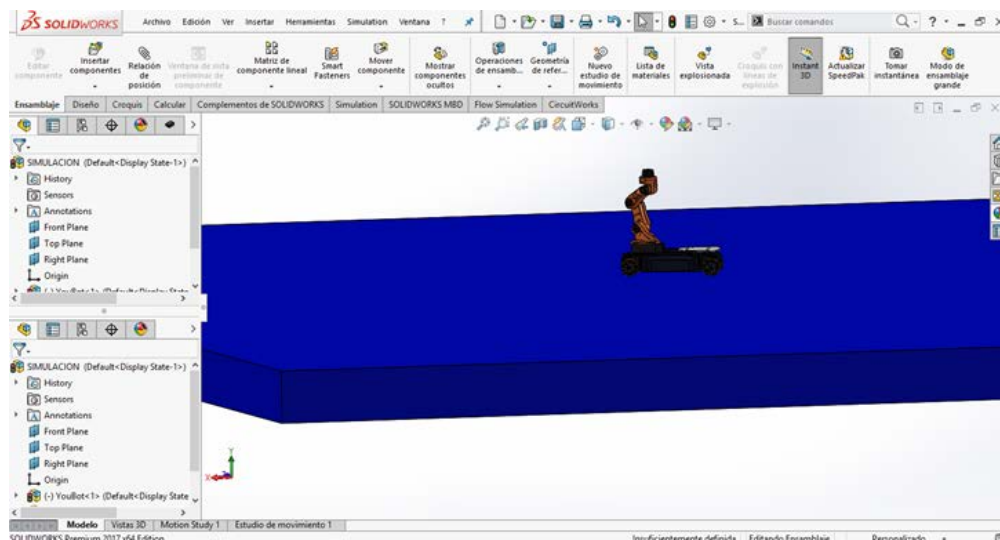 SOLIDWORKS
Archivo Edición Ver Insertar Herramientas Simulation Ventana ?
S...
Buscar comandos
Editar componente
Insertar componentes
Relación de posición
Ventana de vista preliminar de componente
Matriz de componente lineal
Smart Fasteners
Mover componente
Mostrar componentes ocultos
Operaciones de ensamb...
Geometría de refer...
Nuevo estudio de movimiento
Lista de materiales
Vista explosionada
Croquis con líneas de explosión
Instant 3D
Actualizar SpeedPak
Tomar instantánea
Modo de ensamblaje grande
Ensamblaje Diseño Croquis Calcular Complementos de SOLIDWORKS Simulation SOLIDWORKS MBD Flow Simulation CircuitWorks
SIMULACION (Default<Display State-1>)
History
Sensors
Annotations
Front Plane
Top Plane
Right Plane
Origin
(-) YouBot<1> (Default<Display State
SIMULACION (Default<Display State-1>)
History
Sensors
Annotations
Front Plane
Top Plane
Right Plane
Origin
(-) YouBot<1> (Default<Display State
Y
X
Modelo Vistas 3D Motion Study 1 Estudio de movimiento 1
SOLIDWORKS Premium 2017 x64 Edition
Insuficientemente definida Editando Ensamblaje Personalizado